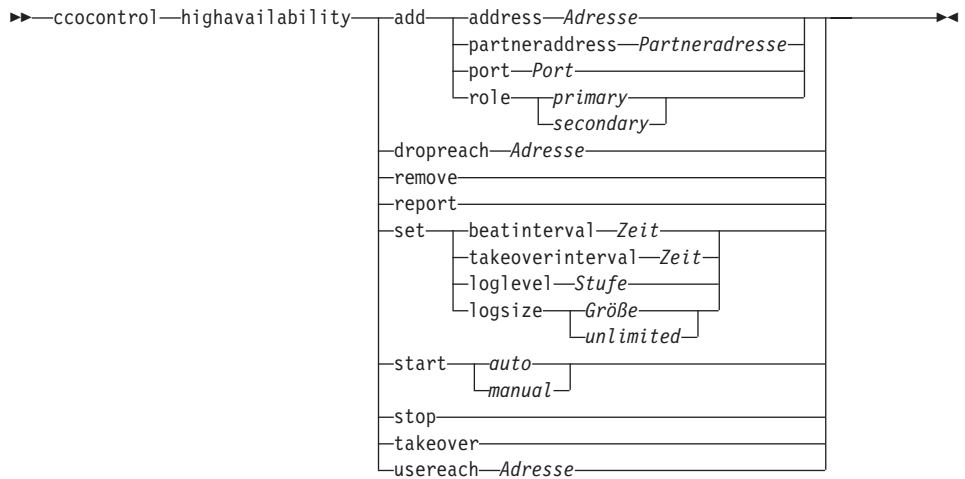 ccocontrol highavailability add address Adresse
partneraddress Partneradresse
port Port
role primary
secondary
dropreach Adresse
remove
report
set beatinterval Zeit
takeoverinterval Zeit
loglevel Stufe
logsize Größe
unlimited
start auto
manual
stop
takeover
usereach Adresse